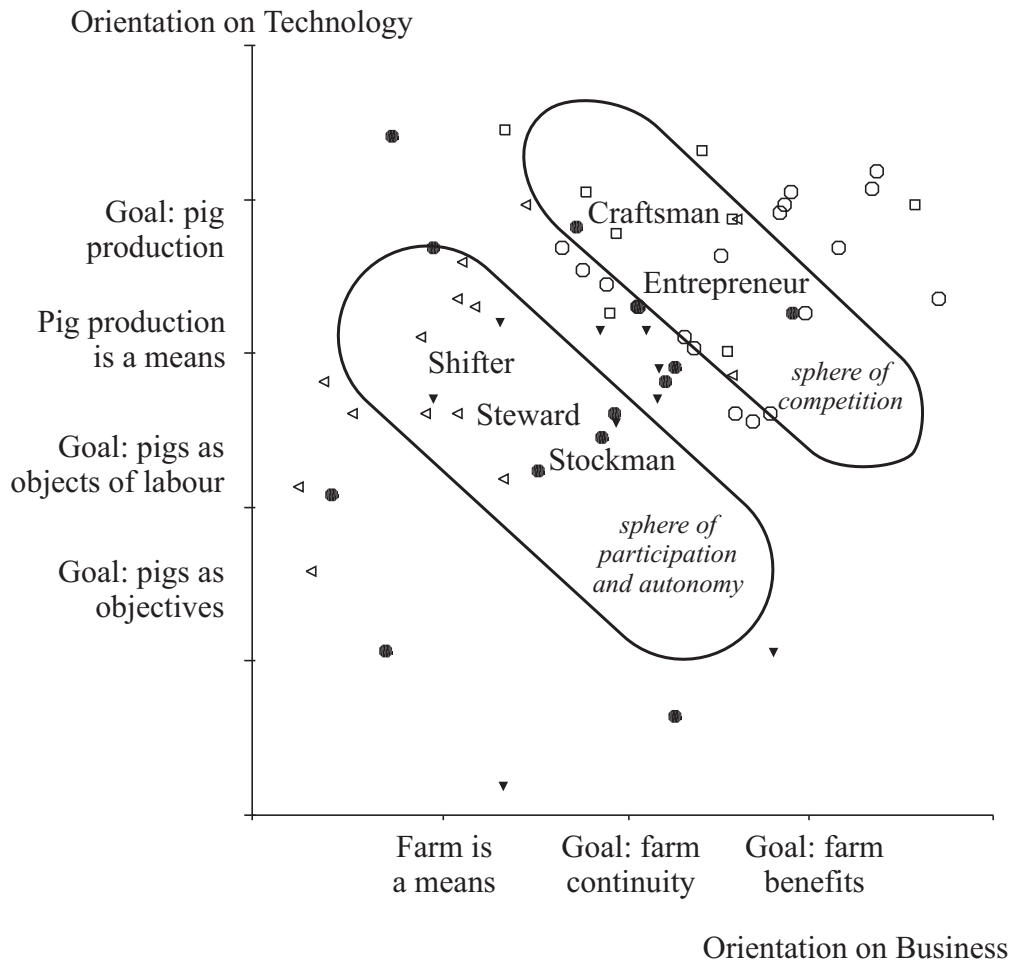 Orientation on Technology
Goal: pig
production
Craftsman
Entrepreneur
Pig production
is a means
Shifter
sphere of
competition
Steward
Goal: pigs as
objects of labour
Stockman
sphere of
participation
and autonomy
Goal: pigs as
objectives
Farm is
a means
Goal: farm
continuity
Goal: farm
benefits
Orientation on Business